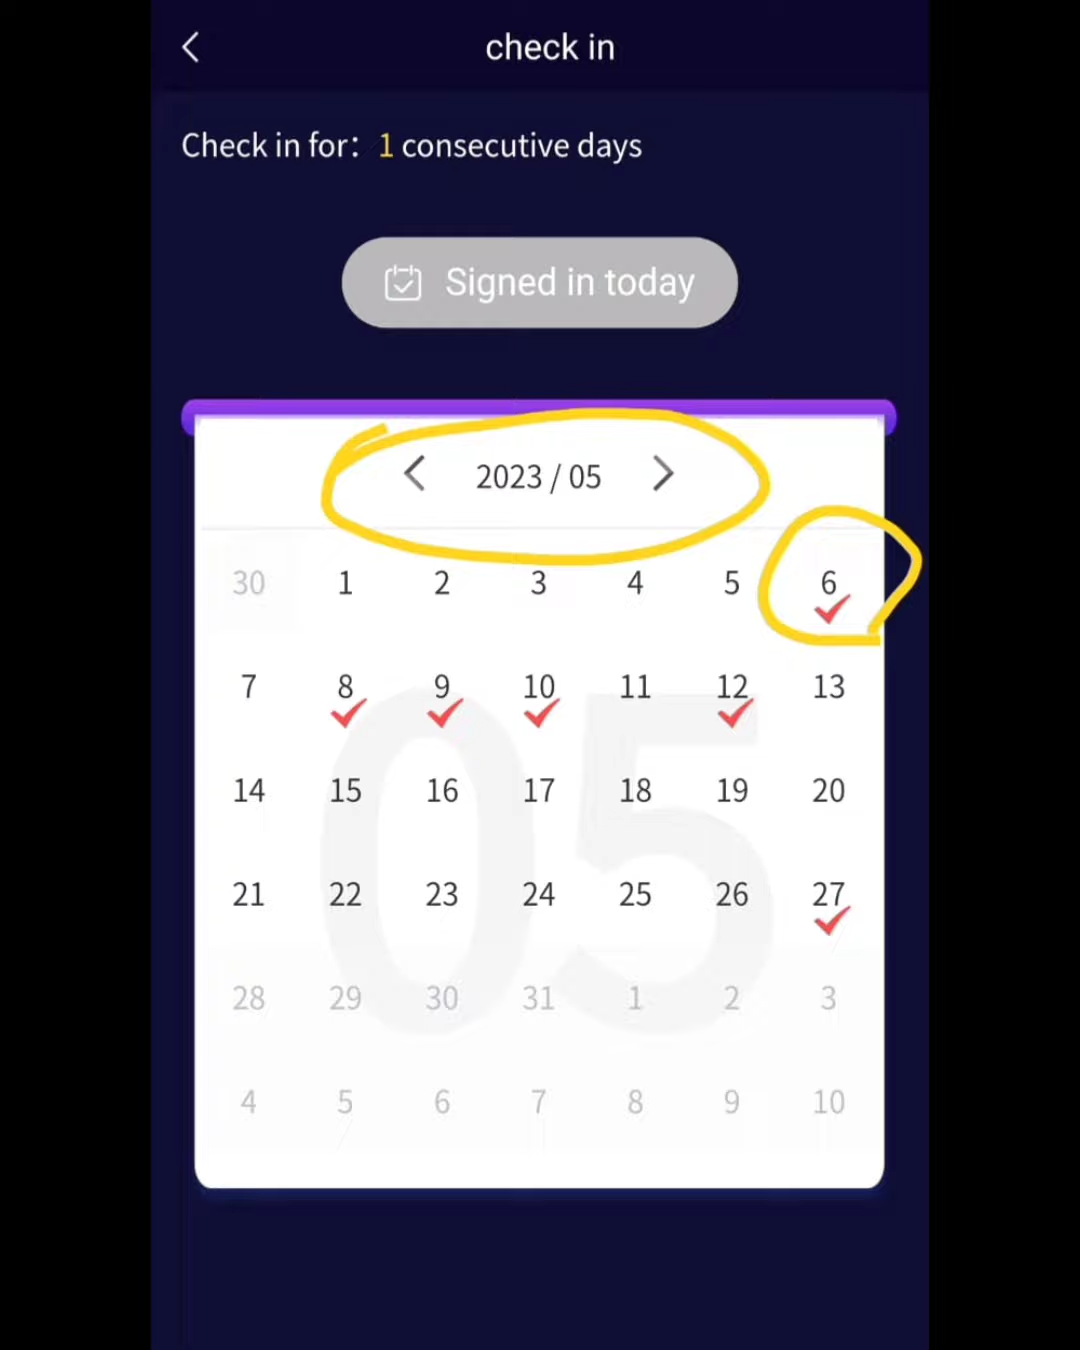 check in
Check in for： 1 consecutive days
Signed in today
2023 / 05
30 1 2 3 4 5 6
7 8 9 10 11 12 13
05
14 15 16 17 18 19 20
21 22 23 24 25 26 27
28 29 30 31 1 2 3
4 5 6 7 8 9 10